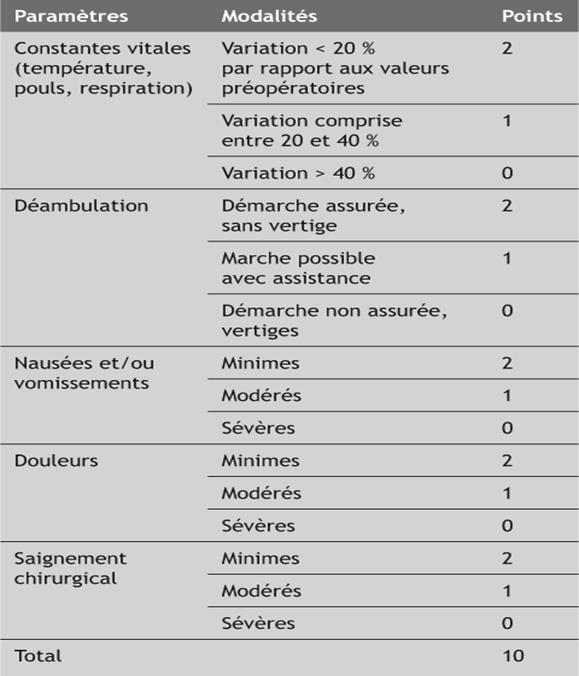 Paramètres Modalités Points
Constantes vitales Variation < 20 % 2
(température, par rapport aux valeurs
pouls, respiration) préopératoires
Variation comprise 1
entre 20 et 40 %
Variation > 40 % 0
Déambulation Démarche assurée, 2
sans vertige
Marche possible 1
avec assistance
Démarche non assurée, 0
vertiges
Nausées et/ou Minimes 2
vomissements
Modérés 1
Sévères 0
Douleurs Minimes 2
Modérés 1
Sévères 0
Saignement Minimes 2
chirurgical
Modérés 1
Sévères 0
Total 10